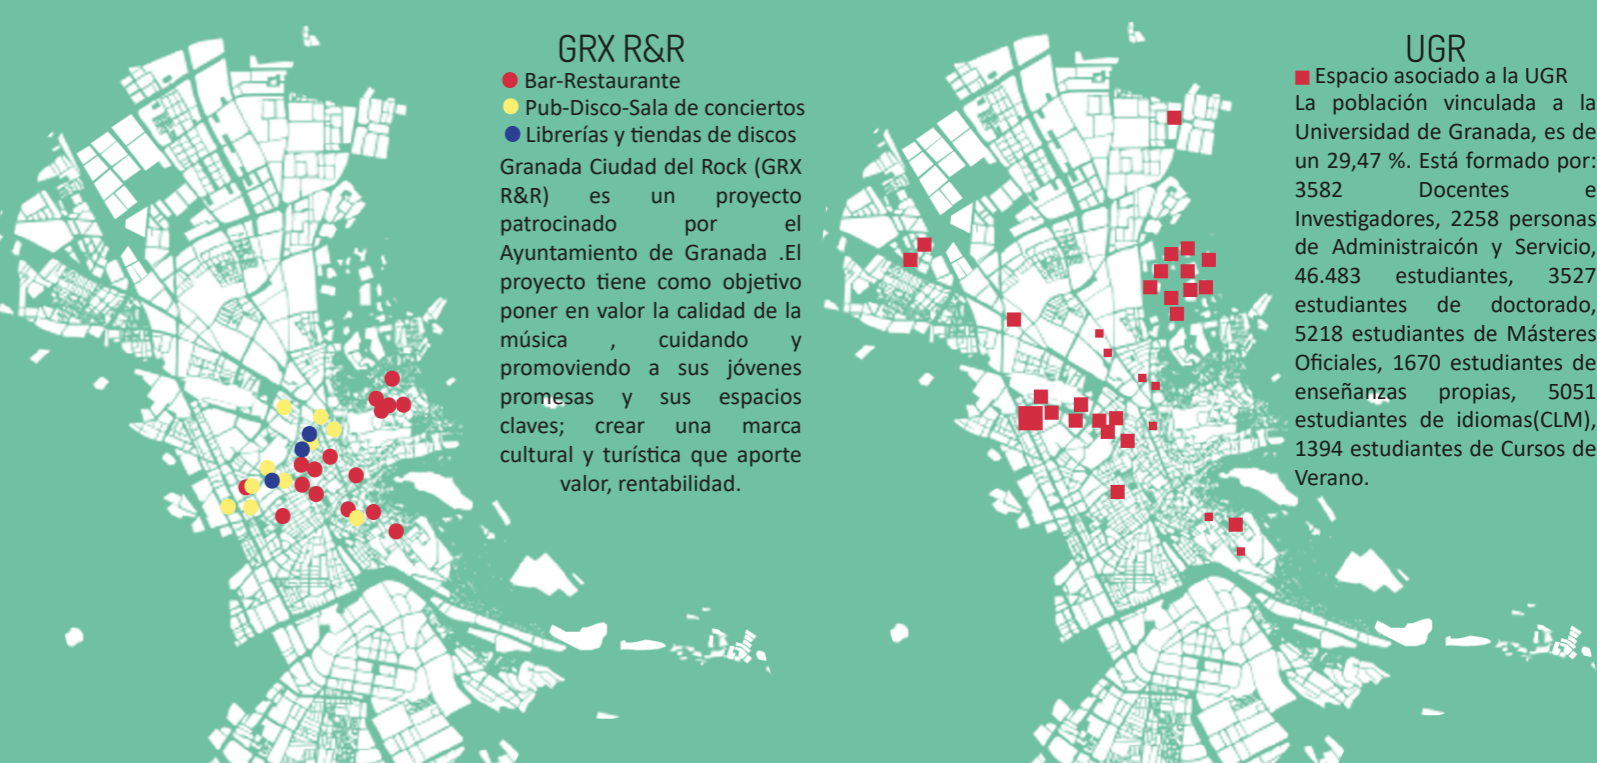 GRX R&R
Bar-Restaurante
Pub-Disco-Sala de conciertos
Librerías y tiendas de discos
Granada Ciudad del Rock (GRX
R&R) es un proyecto
patrocinado por el
Ayuntamiento de Granada .El
proyecto tiene como objetivo
poner en valor la calidad de la
música , cuidando y
promoviendo a sus jóvenes
promesas y sus espacios
claves; crear una marca
cultural y turística que aporte
valor, rentabilidad.
UGR
Espacio asociado a la UGR
La población vinculada a la
Universidad de Granada, es de
un 29,47 %. Está formado por:
3582 Docentes e
Investigadores, 2258 personas
de Administraicón y Servicio,
46.483 estudiantes, 3527
estudiantes de doctorado,
5218 estudiantes de Másteres
Oficiales, 1670 estudiantes de
enseñanzas propias, 5051
estudiantes de idiomas(CLM),
1394 estudiantes de Cursos de
Verano.